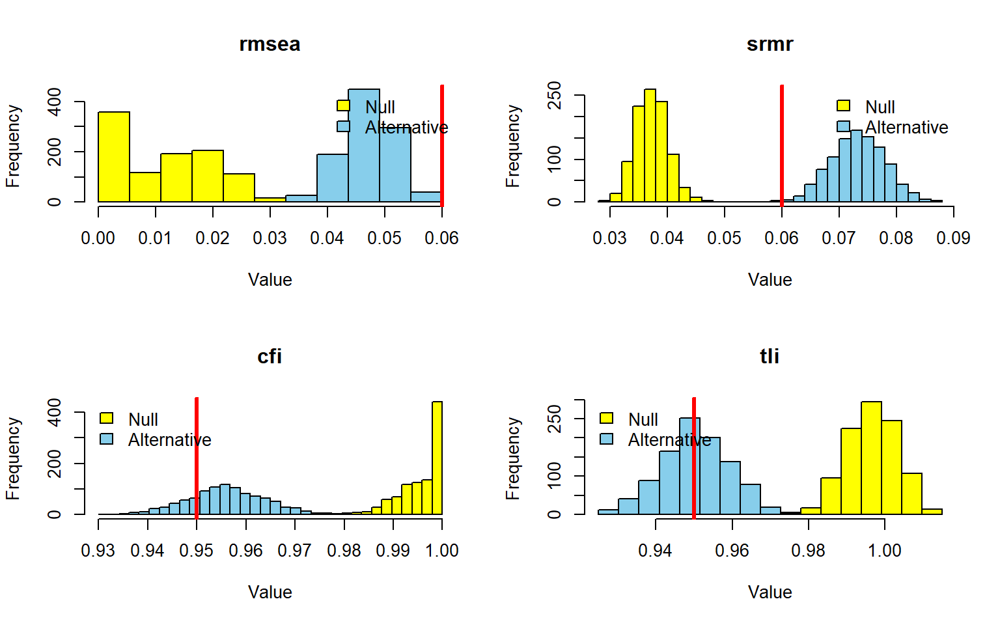 rmsea
Frequency
0 200 400
Null
Alternative
0.00 0.01 0.02 0.03 0.04 0.05 0.06
Value
srmr
Frequency
0 100 250
Null
Alternative
0.03 0.04 0.05 0.06 0.07 0.08 0.09
Value
cfi
Frequency
0 200 400
Null
Alternative
0.93 0.94 0.95 0.96 0.97 0.98 0.99 1.00
Value
tli
Frequency
0 100 250
Null
Alternative
0.94 0.96 0.98 1.00
Value